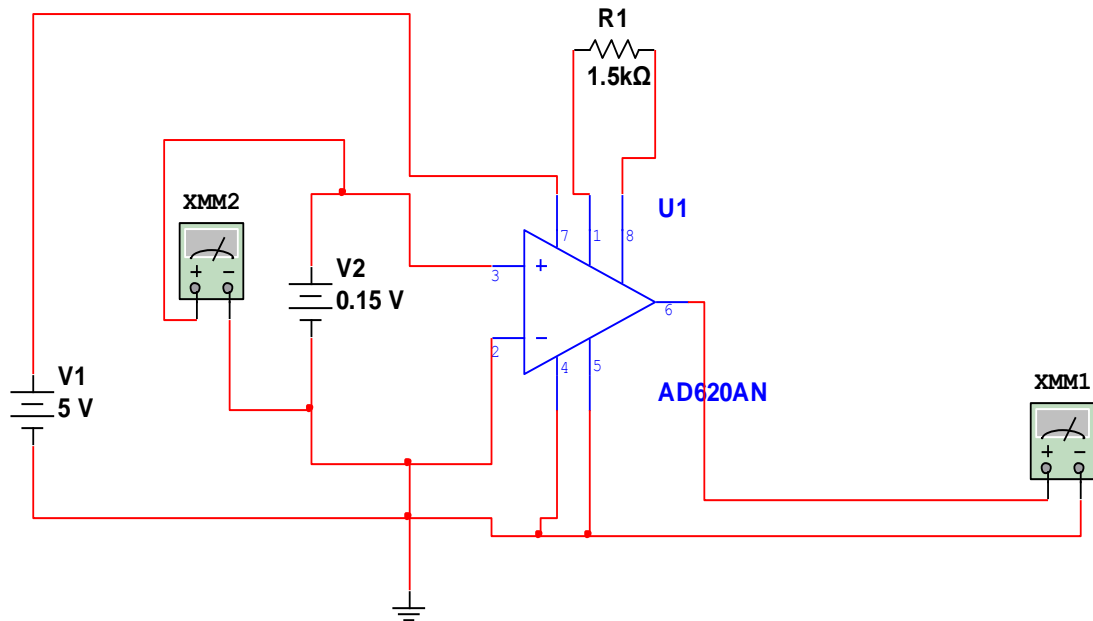 R1
1.5kΩ
XMM2
+ −
U1
7
1
8
3
+
V2
0.15 V
6
2
−
4
5
V1
5 V
AD620AN
XMM1
+ −